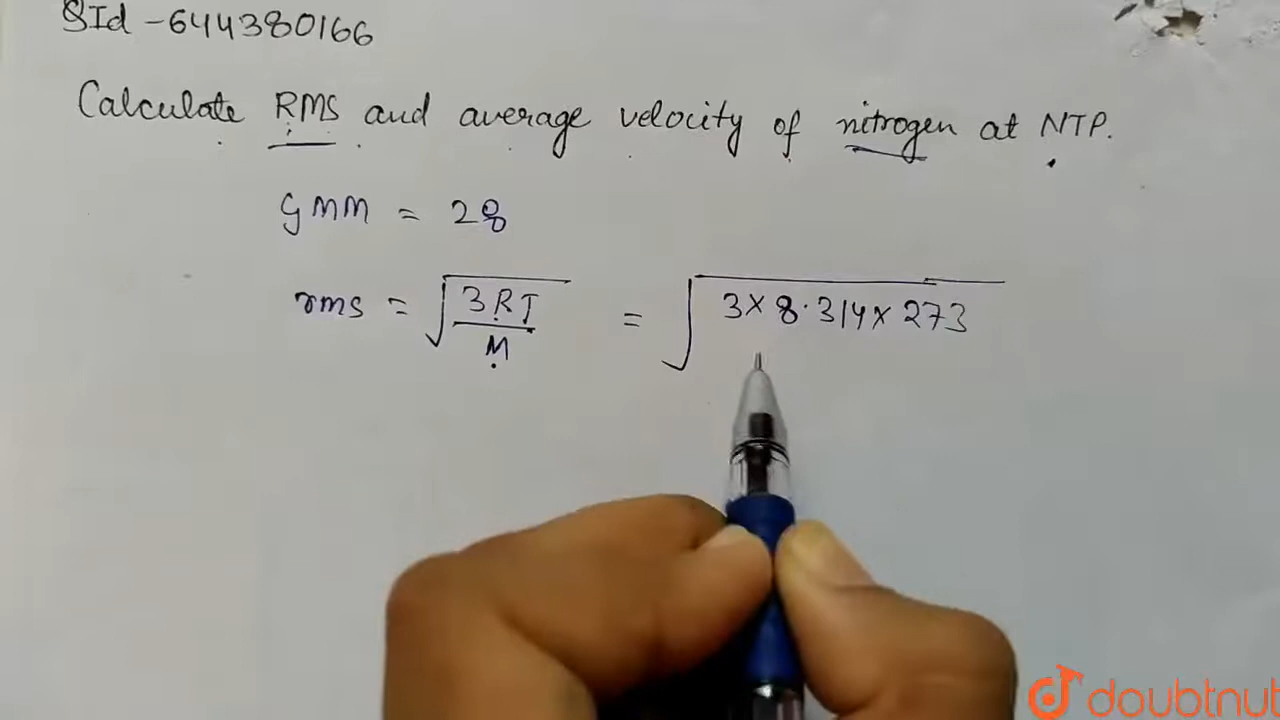 SId - 644380166
Calculate RMS and average velocity of nitrogen at NTP.
GMM = 28
rms = √(3RT/M) = √(3×8.314×273
doubtnut